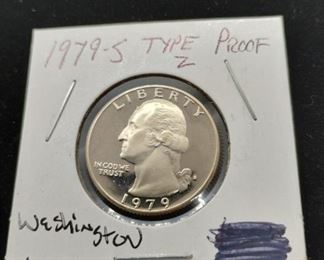 1979-S TYPE 2 PROOF
LIBERTY
IN GOD WE
TRUST
S
1979
Washington